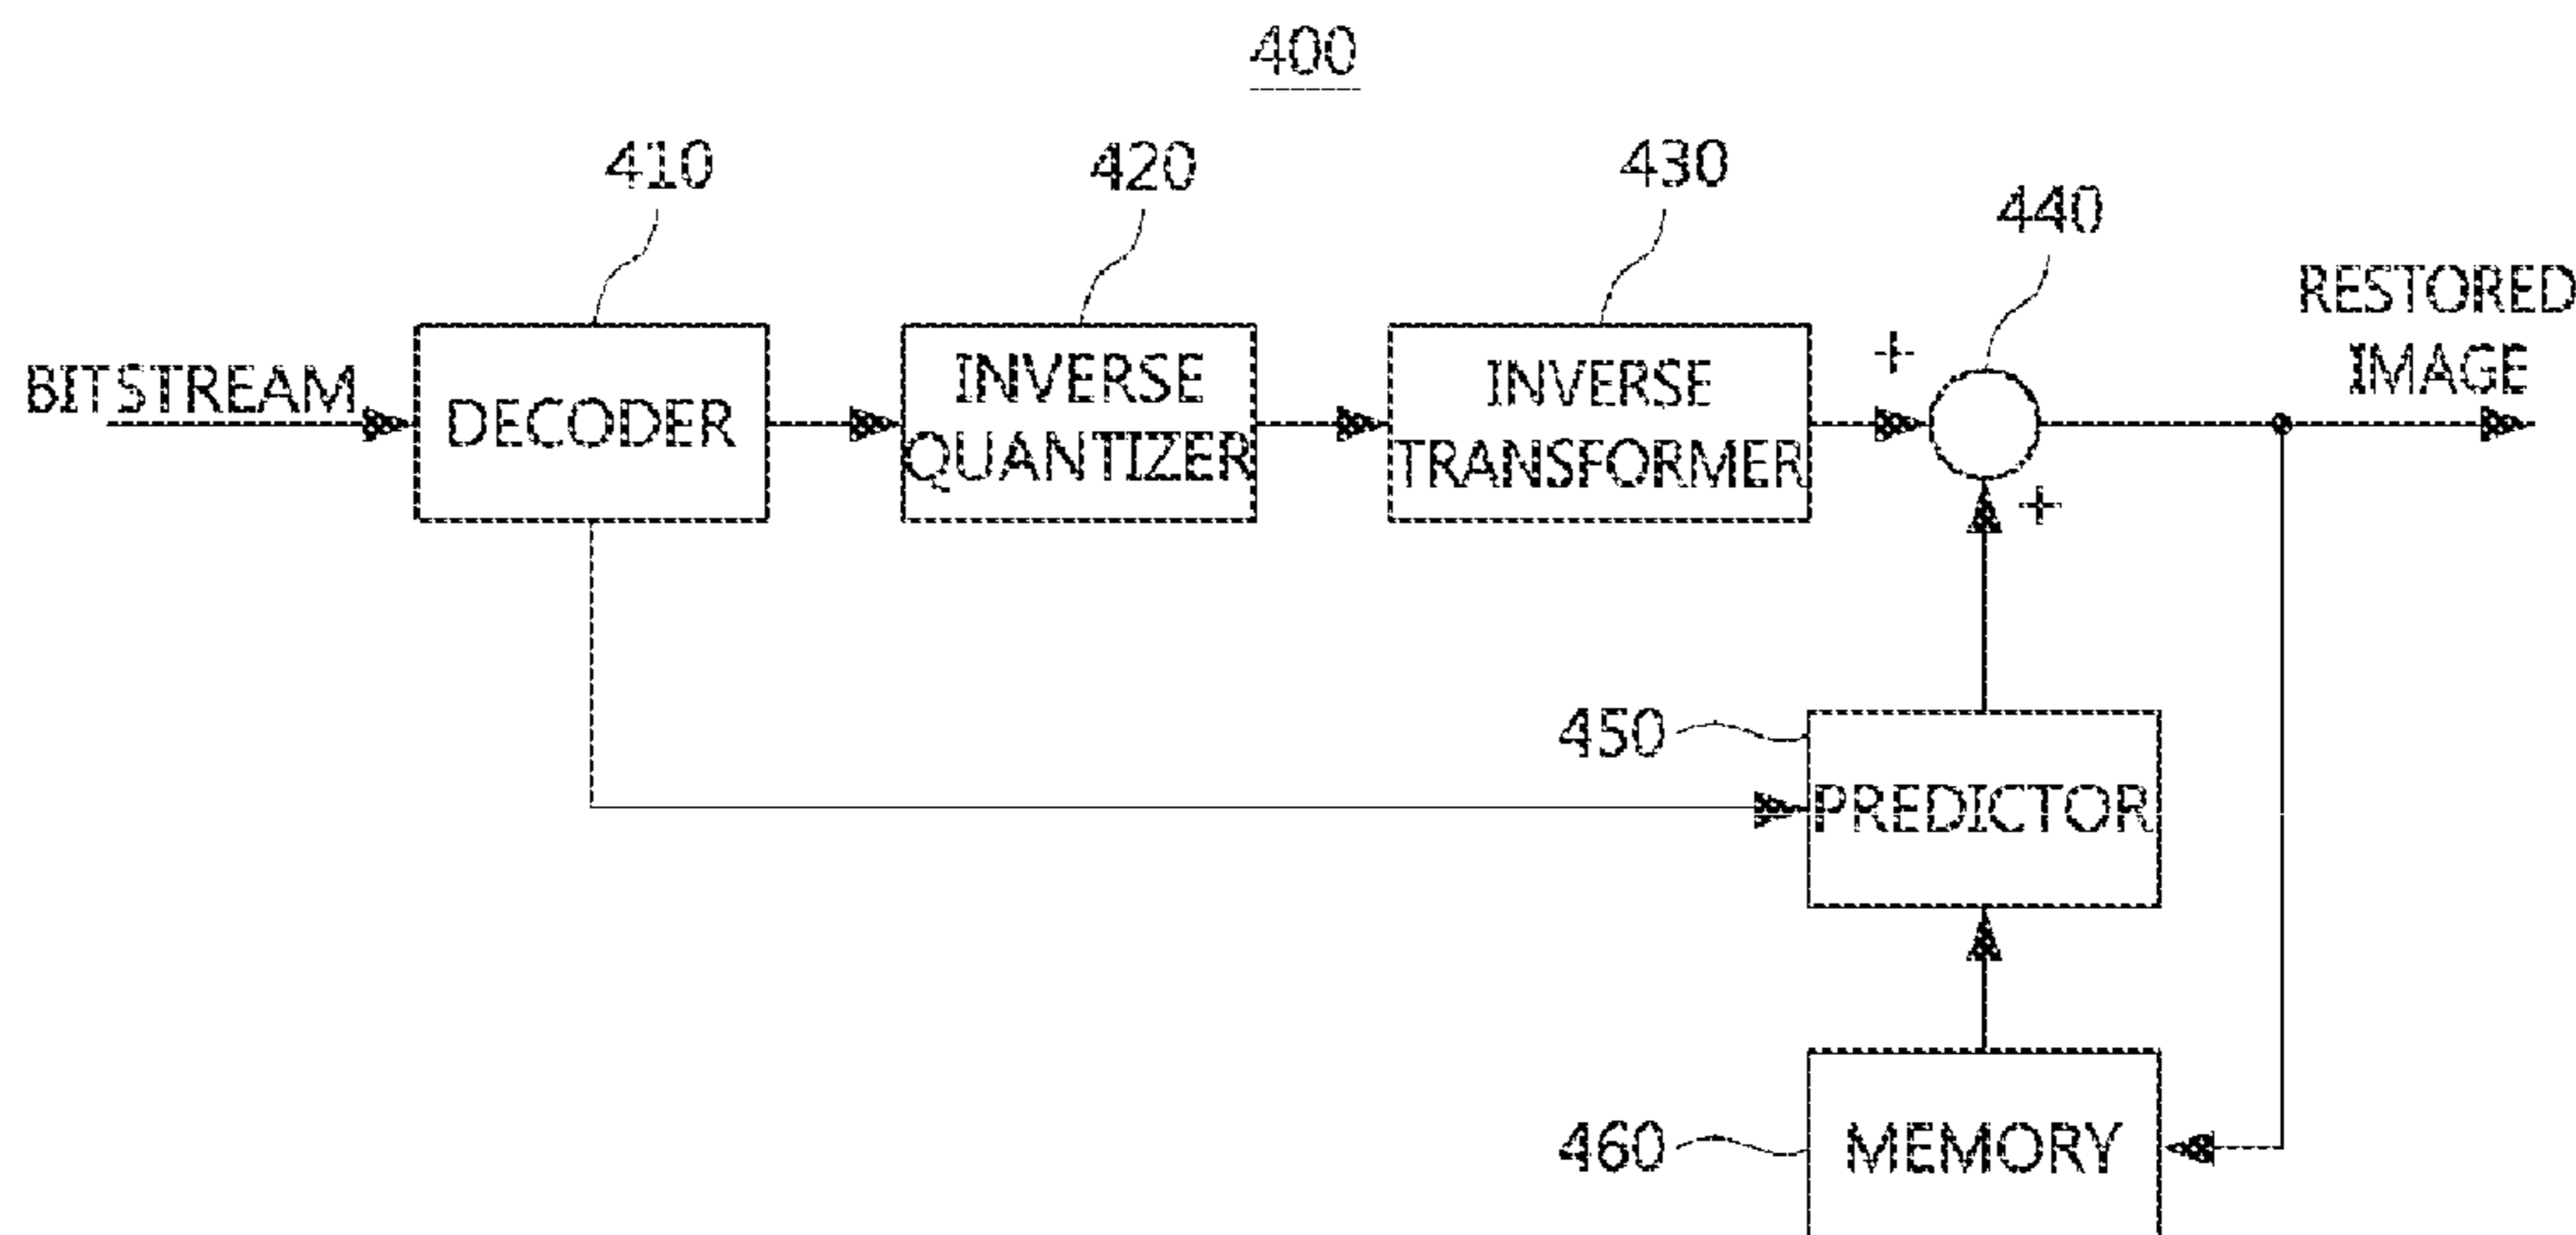 400
410
420
430
440
BITSTREAM
DECODER
INVERSE
QUANTIZER
INVERSE
TRANSFORMER
+
+
RESTORED
IMAGE
450
PREDICTOR
460
MEMORY